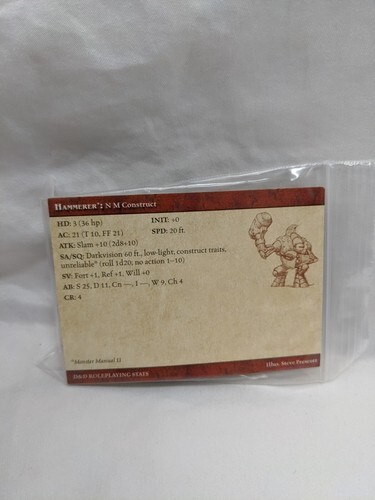 HAMMERER*: N M Construct
HD: 3 (36 hp) INIT: +0
AC: 21 (T 10, FF 21) SPD: 20 ft.
ATK: Slam +10 (2d8+10)
SA/SQ: Darkvision 60 ft., low-light; construct traits,
unreliable* (roll 1d20, no action 1–10)
SV: Fort +1, Ref +1, Will +0
AB: S 25, D 11, Cn —, I —, W 9, Ch 4
CR: 4
*Monster Manual II
D&D ROLEPLAYING STATS
Illus. Steve Prescott